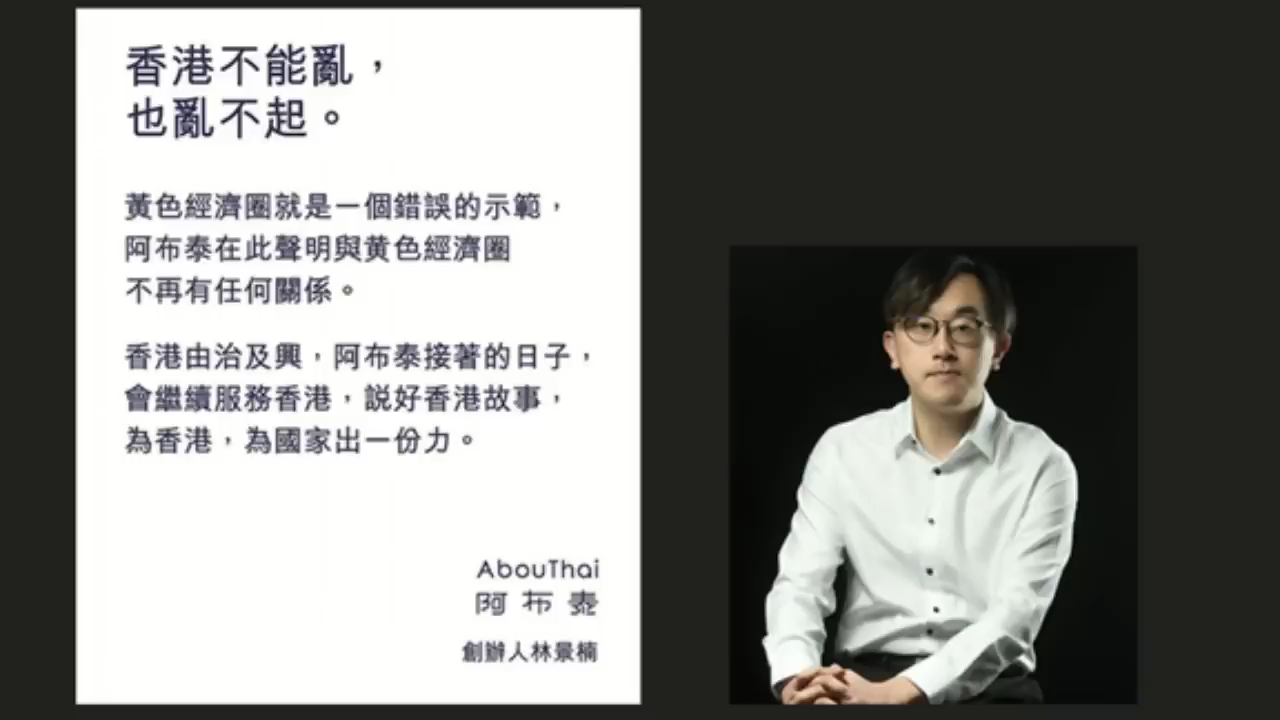 香港不能亂，
也亂不起。
黃色經濟圈就是一個錯誤的示範，
阿布泰在此聲明與黃色經濟圈
不再有任何關係。
香港由治及興，阿布泰接著的日子，
會繼續服務香港，説好香港故事，
為香港，為國家出一份力。
AbouThai
阿布泰
創辦人林景楠